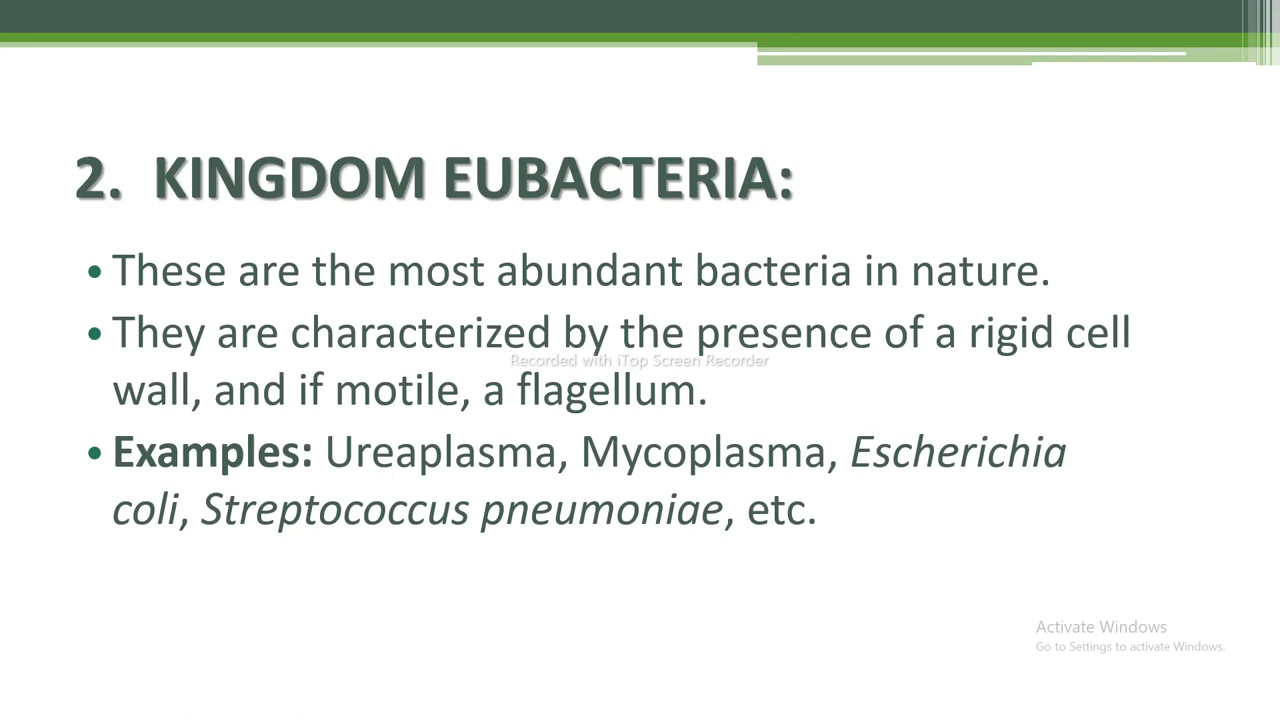 2. KINGDOM EUBACTERIA:
• These are the most abundant bacteria in nature.
• They are characterized by the presence of a rigid cell
Recorded with iTop Screen Recorder
wall, and if motile, a flagellum.
• Examples: Ureaplasma, Mycoplasma, Escherichia
coli, Streptococcus pneumoniae, etc.
Activate Windows
Go to Settings to activate Windows.